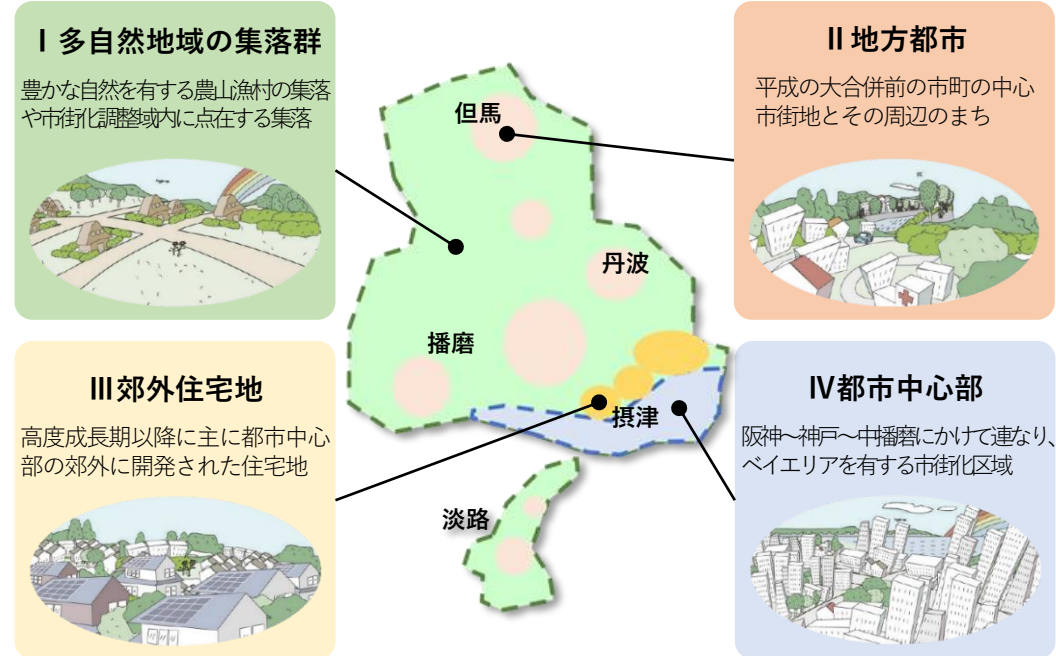 Ⅰ 多自然地域の集落群
豊かな自然を有する農山漁村の集落
や市街化調整域内に点在する集落
Ⅱ 地方都市
平成の大合併前の市町の中心
市街地とその周辺のまち
但馬
丹波
播磨
摂津
淡路
Ⅲ 郊外住宅地
高度成長期以降に主に都市中心
部の郊外に開発された住宅地
Ⅳ都市中心部
阪神～神戸～中播磨にかけて連なり、
ベイエリアを有する市街化区域